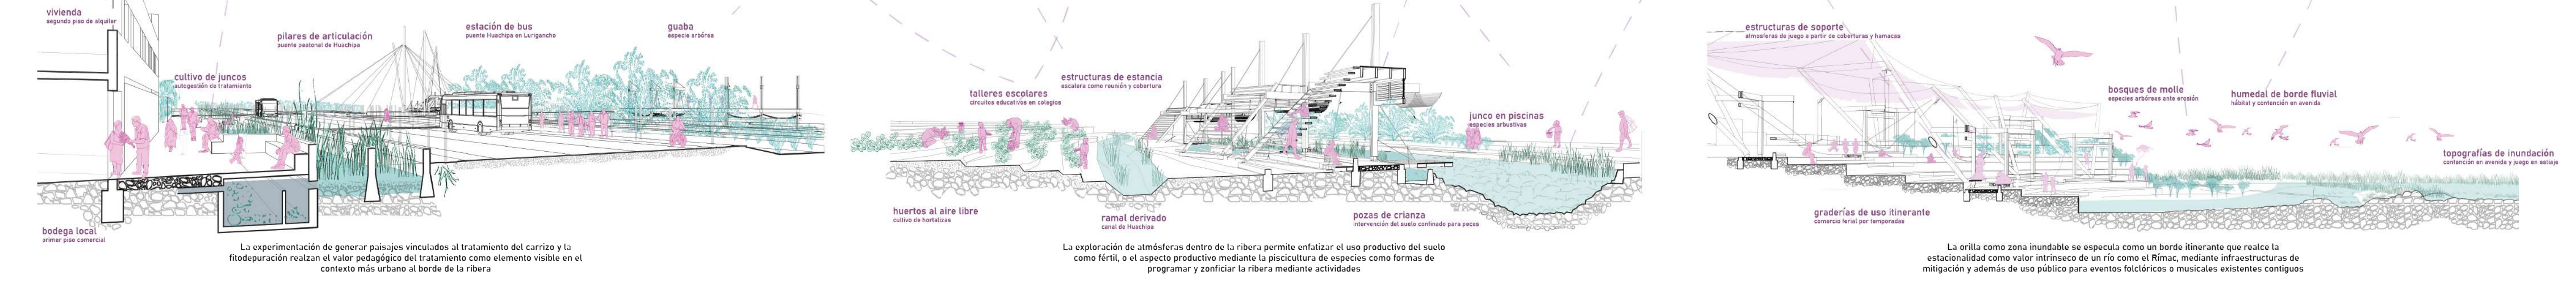 vivienda
segundo piso de alquiler
pilares de articulación
puente peatonal de Huachipa
estación de bus
puente Huachipa en Lurigancho
guaba
especie arbórea
cultivo de juncos
autogestión de tratamiento
bodega local
primer piso comercial
La experimentación de generar paisajes vinculados al tratamiento del carrizo y la
fitodepuración realzan el valor pedagógico del tratamiento como elemento visible en el
contexto más urbano al borde de la ribera
estructuras de estancia
escalera como reunión y cobertura
talleres escolares
circuitos educativos en colegios
junco en piscinas
especies arbustivas
huertos al aire libre
cultivo de hortalizas
ramal derivado
canal de Huachipa
pozas de crianza
intervención del suelo confinado para peces
La exploración de atmósferas dentro de la ribera permite enfatizar el uso productivo del suelo
como fértil, o el aspecto productivo mediante la piscicultura de especies como formas de
programar y zonficiar la ribera mediante actividades
estructuras de soporte
atmósferas de juego a partir de coberturas y hamacas
bosques de molle
especies arbóreas ante erosión
humedal de borde fluvial
hábitat y contención en avenida
topografías de inundación
contención en avenida y juego en estiaje
graderías de uso itinerante
comercio ferial por temporadas
La orilla como zona inundable se especula como un borde itinerante que realce la
estacionalidad como valor intrínseco de un río como el Rímac, mediante infraestructuras de
mitigación y además de uso público para eventos folclóricos o musicales existentes contiguos